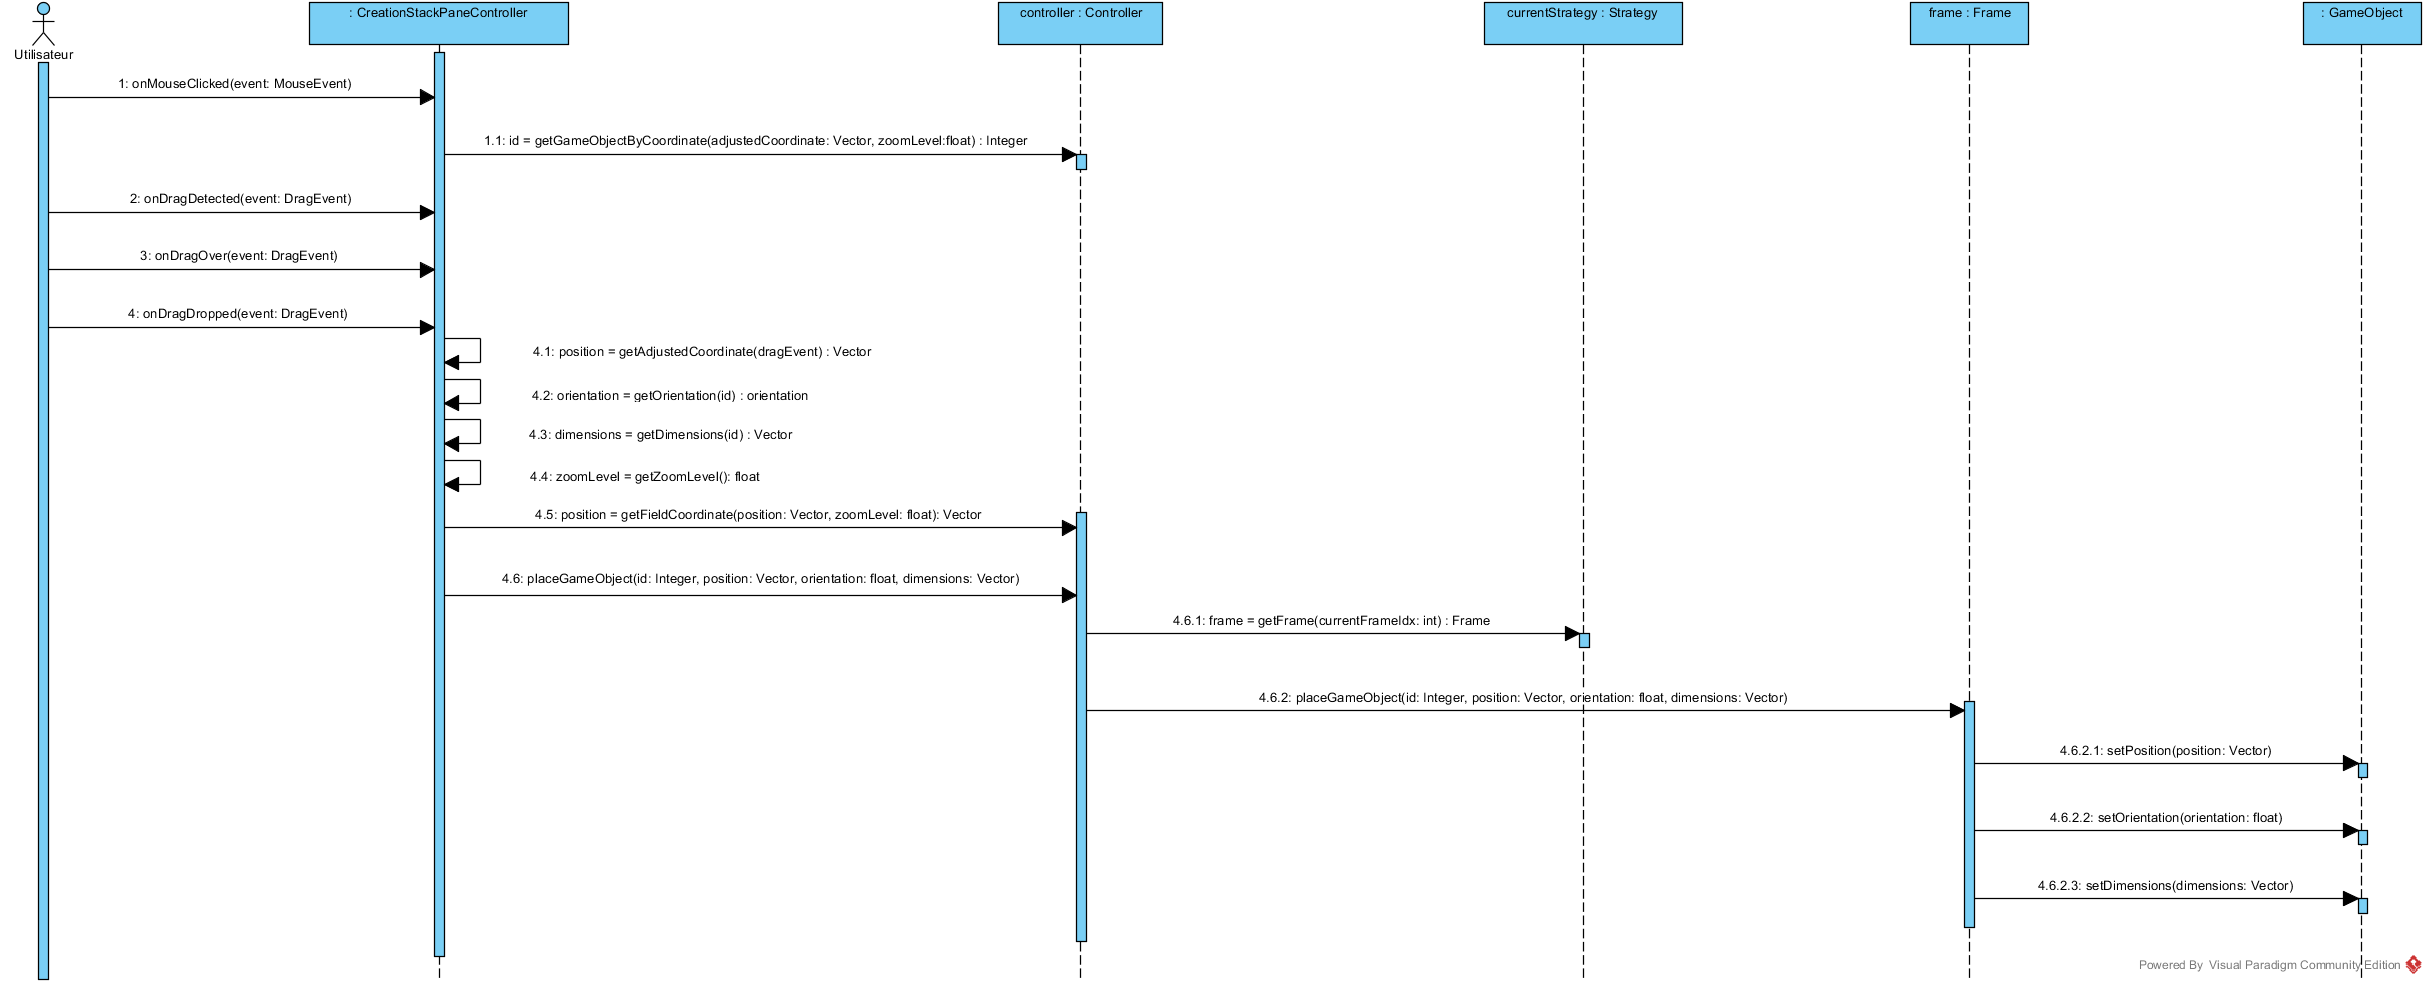 : CreationStackPaneController
controller : Controller
currentStrategy : Strategy
frame : Frame
: GameObject
Utilisateur
1: onMouseClicked(event: MouseEvent)
1.1: id = getGameObjectByCoordinate(adjustedCoordinate: Vector, zoomLevel:float) : Integer
2: onDragDetected(event: DragEvent)
3: onDragOver(event: DragEvent)
4: onDragDropped(event: DragEvent)
4.1: position = getAdjustedCoordinate(dragEvent) : Vector
4.2: orientation = getOrientation(id) : orientation
4.3: dimensions = getDimensions(id) : Vector
4.4: zoomLevel = getZoomLevel(): float
4.5: position = getFieldCoordinate(position: Vector, zoomLevel: float): Vector
4.6: placeGameObject(id: Integer, position: Vector, orientation: float, dimensions: Vector)
4.6.1: frame = getFrame(currentFrameIdx: int) : Frame
4.6.2: placeGameObject(id: Integer, position: Vector, orientation: float, dimensions: Vector)
4.6.2.1: setPosition(position: Vector)
4.6.2.2: setOrientation(orientation: float)
4.6.2.3: setDimensions(dimensions: Vector)
Powered By Visual Paradigm Community Edition